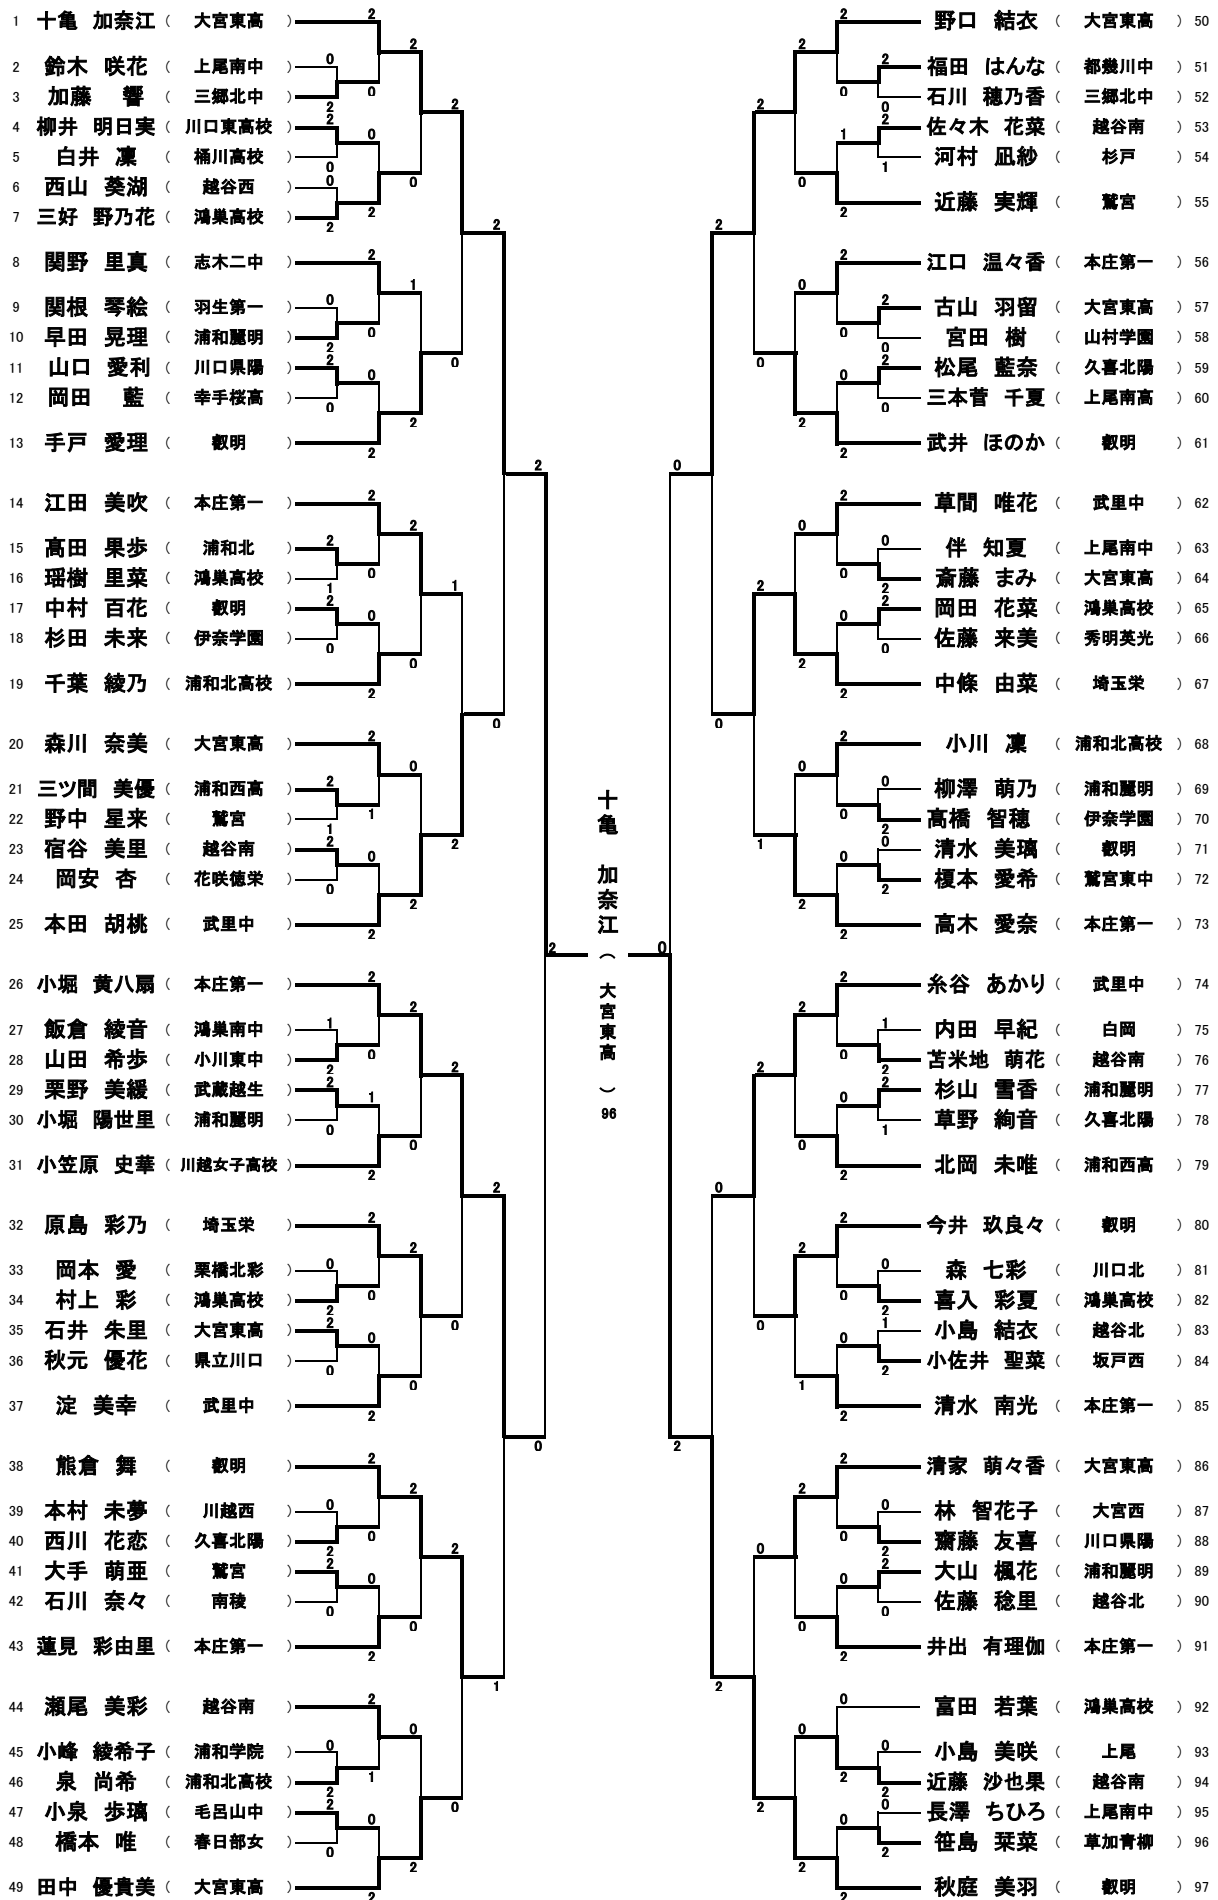 1 十亀 加奈江 （ 大宮東高 ）
2 鈴木 咲花 （ 上尾南中 ）
3 加藤 響 （ 三郷北中 ）
4 柳井 明日実 （ 川口東高校 ）
5 白井 凜 （ 桶川高校 ）
6 西山 葵湖 （ 越谷西 ）
7 三好 野乃花 （ 鴻巣高校 ）
8 関野 里真 （ 志木二中 ）
9 関根 琴絵 （ 羽生第一 ）
10 早田 晃理 （ 浦和麗明 ）
11 山口 愛利 （ 川口県陽 ）
12 岡田 藍 （ 幸手桜高 ）
13 手戸 愛理 （ 叡明 ）
14 江田 美吹 （ 本庄第一 ）
15 髙田 果歩 （ 浦和北 ）
16 瑶樹 里菜 （ 鴻巣高校 ）
17 中村 百花 （ 叡明 ）
18 杉田 未来 （ 伊奈学園 ）
19 千葉 綾乃 （ 浦和北高校 ）
20 森川 奈美 （ 大宮東高 ）
21 三ツ間 美優 （ 浦和西高 ）
22 野中 星来 （ 鷲宮 ）
23 宿谷 美里 （ 越谷南 ）
24 岡安 杏 （ 花咲徳栄 ）
25 本田 胡桃 （ 武里中 ）
26 小堀 黄八扇 （ 本庄第一 ）
27 飯倉 綾音 （ 鴻巣南中 ）
28 山田 希歩 （ 小川東中 ）
29 栗野 美緩 （ 武蔵越生 ）
30 小堀 陽世里 （ 浦和麗明 ）
31 小笠原 史華 （ 川越女子高校 ）
32 原島 彩乃 （ 埼玉栄 ）
33 岡本 愛 （ 栗橋北彩 ）
34 村上 彩 （ 鴻巣高校 ）
35 石井 朱里 （ 大宮東高 ）
36 秋元 優花 （ 県立川口 ）
37 淀 美幸 （ 武里中 ）
38 熊倉 舞 （ 叡明 ）
39 本村 未夢 （ 川越西 ）
40 西川 花恋 （ 久喜北陽 ）
41 大手 萌亜 （ 鷲宮 ）
42 石川 奈々 （ 南稜 ）
43 蓮見 彩由里 （ 本庄第一 ）
44 瀬尾 美彩 （ 越谷南 ）
45 小峰 綾希子 （ 浦和学院 ）
46 泉 尚希 （ 浦和北高校 ）
47 小泉 歩璃 （ 毛呂山中 ）
48 橋本 唯 （ 春日部女 ）
49 田中 優貴美 （ 大宮東高 ）
十亀 加奈江 （ 大宮東高 ） 96
野口 結衣 （ 大宮東高 ） 50
福田 はんな （ 都幾川中 ） 51
石川 穂乃香 （ 三郷北中 ） 52
佐々木 花菜 （ 越谷南 ） 53
河村 凪紗 （ 杉戸 ） 54
近藤 実輝 （ 鷲宮 ） 55
江口 温々香 （ 本庄第一 ） 56
古山 羽留 （ 大宮東高 ） 57
宮田 樹 （ 山村学園 ） 58
松尾 藍奈 （ 久喜北陽 ） 59
三本菅 千夏 （ 上尾南高 ） 60
武井 ほのか （ 叡明 ） 61
草間 唯花 （ 武里中 ） 62
伴 知夏 （ 上尾南中 ） 63
斎藤 まみ （ 大宮東高 ） 64
岡田 花菜 （ 鴻巣高校 ） 65
佐藤 来美 （ 秀明英光 ） 66
中條 由菜 （ 埼玉栄 ） 67
小川 凜 （ 浦和北高校 ） 68
柳澤 萌乃 （ 浦和麗明 ） 69
髙橋 智穂 （ 伊奈学園 ） 70
清水 美璃 （ 叡明 ） 71
榎本 愛希 （ 鷲宮東中 ） 72
高木 愛奈 （ 本庄第一 ） 73
糸谷 あかり （ 武里中 ） 74
内田 早紀 （ 白岡 ） 75
苫米地 萌花 （ 越谷南 ） 76
杉山 雪香 （ 浦和麗明 ） 77
草野 絢音 （ 久喜北陽 ） 78
北岡 未唯 （ 浦和西高 ） 79
今井 玖良々 （ 叡明 ） 80
森 七彩 （ 川口北 ） 81
喜入 彩夏 （ 鴻巣高校 ） 82
小島 結衣 （ 越谷北 ） 83
小佐井 聖菜 （ 坂戸西 ） 84
清水 南光 （ 本庄第一 ） 85
清家 萌々香 （ 大宮東高 ） 86
林 智花子 （ 大宮西 ） 87
齋藤 友喜 （ 川口県陽 ） 88
大山 楓花 （ 浦和麗明 ） 89
佐藤 稔里 （ 越谷北 ） 90
井出 有理伽 （ 本庄第一 ） 91
富田 若葉 （ 鴻巣高校 ） 92
小島 美咲 （ 上尾 ） 93
近藤 沙也果 （ 越谷南 ） 94
長澤 ちひろ （ 上尾南中 ） 95
笹島 栞菜 （ 草加青柳 ） 96
秋庭 美羽 （ 叡明 ） 97